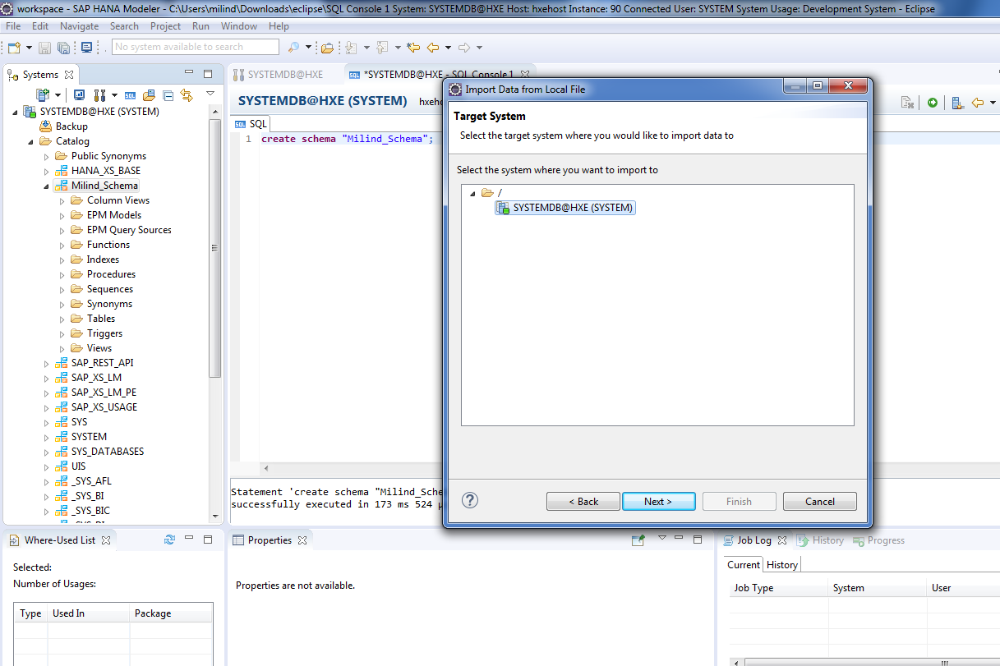 workspace - SAP HANA Modeler - C:\Users\milind\Downloads\eclipse\SQL Console 1 System: SYSTEMDB@HXE Host: hxehost Instance: 90 Connected User: SYSTEM System Usage: Development System - Eclipse
File Edit Navigate Search Project Run Window Help
No system available to search
Systems
SYSTEMDB@HXE
*SYSTEMDB@HXE - SQL Console 1
SYSTEMDB@HXE (SYSTEM)
Backup
Catalog
Public Synonyms
HANA_XS_BASE
Milind_Schema
Column Views
EPM Models
EPM Query Sources
Functions
Indexes
Procedures
Sequences
Synonyms
Tables
Triggers
Views
SAP_REST_API
SAP_XS_LM
SAP_XS_LM_PE
SAP_XS_USAGE
SYS
SYSTEM
SYS_DATABASES
UIS
_SYS_AFL
_SYS_BI
_SYS_BIC
SYSTEMDB@HXE (SYSTEM)
SQL SQL
1 create schema "Milind_Schema";
Statement 'create schema "Milind_Sche
successfully executed in 173 ms 524
Import Data from Local File
Target System
Select the target system where you would like to import data to
Select the system where you want to import to
/
SYSTEMDB@HXE (SYSTEM)
?
< Back Next > Finish Cancel
Where-Used List
Selected:
Number of Usages:
Type Used In Package
Properties
Properties are not available.
Job Log History Progress
Current History
Job Type System User